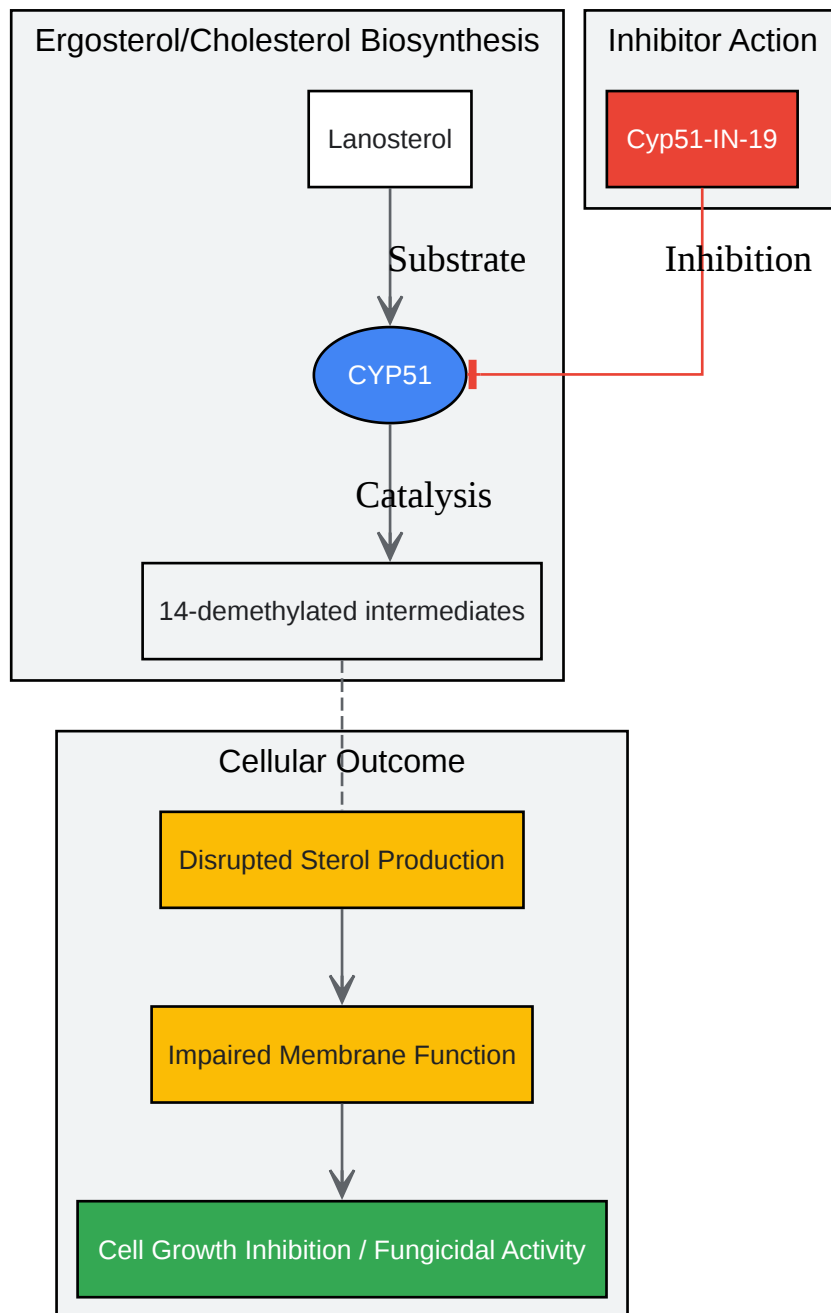 Ergosterol/Cholesterol Biosynthesis
Inhibitor Action
Lanosterol
Cyp51-IN-19
Substrate
Inhibition
CYP51
Catalysis
14-demethylated intermediates
Cellular Outcome
Disrupted Sterol Production
Impaired Membrane Function
Cell Growth Inhibition / Fungicidal Activity